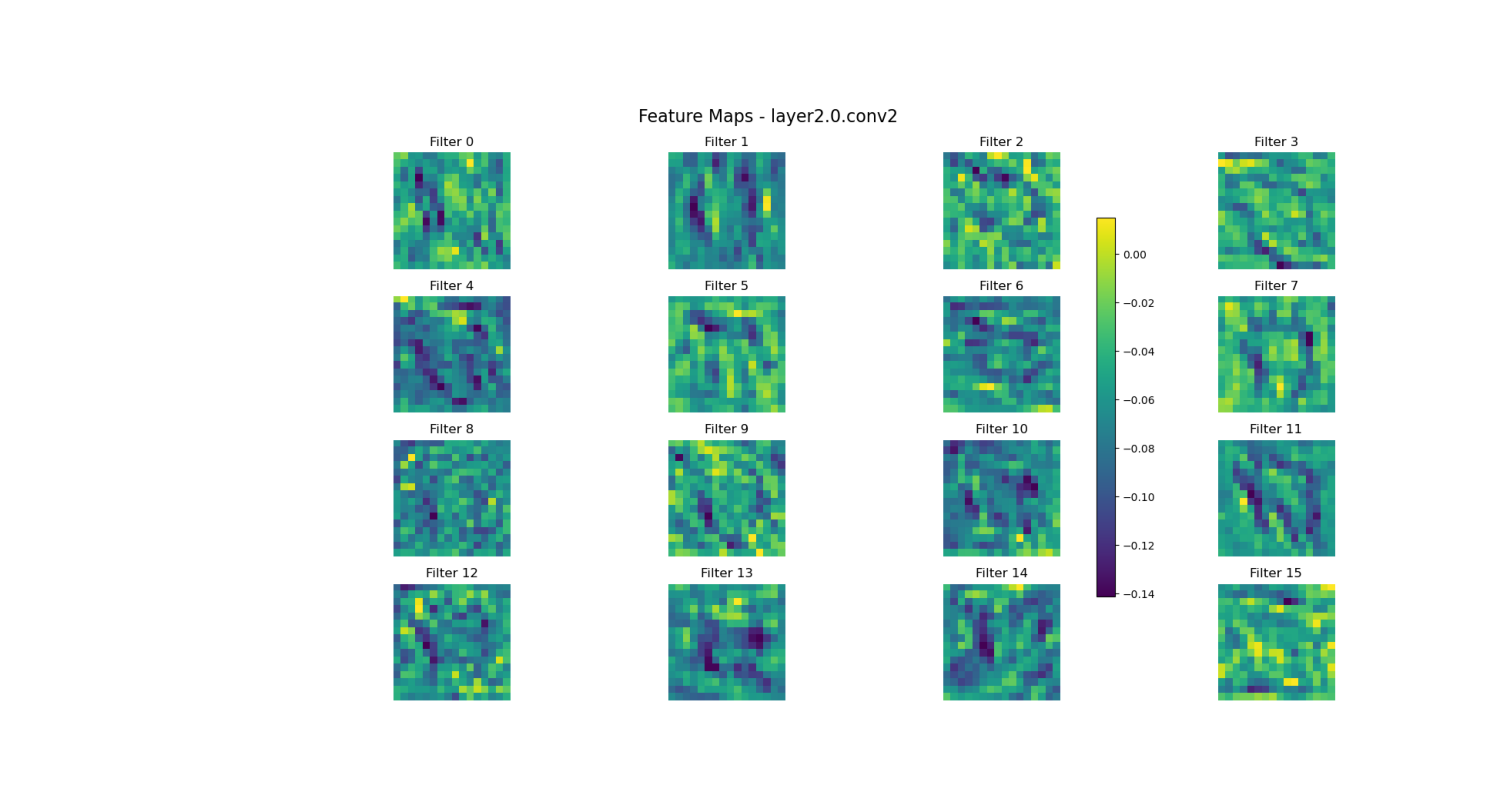 Feature Maps - layer2.0.conv2
Filter 0
Filter 1
Filter 2
Filter 3
Filter 4
Filter 5
Filter 6
Filter 7
Filter 8
Filter 9
Filter 10
Filter 11
Filter 12
Filter 13
Filter 14
Filter 15
0.00
−0.02
−0.04
−0.06
−0.08
−0.10
−0.12
−0.14